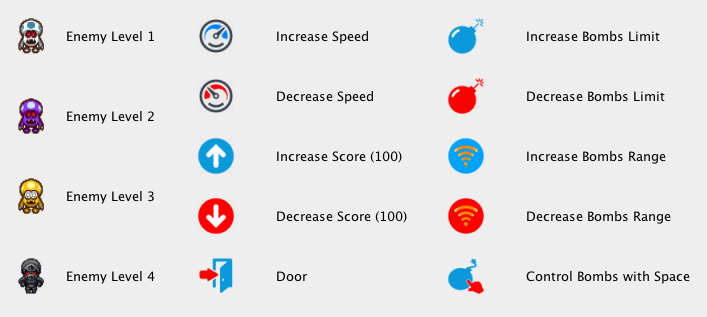 Enemy Level 1
Increase Speed
Increase Bombs Limit
Decrease Speed
Decrease Bombs Limit
Enemy Level 2
Increase Score (100)
Increase Bombs Range
Enemy Level 3
Decrease Score (100)
Decrease Bombs Range
Enemy Level 4
Door
Control Bombs with Space